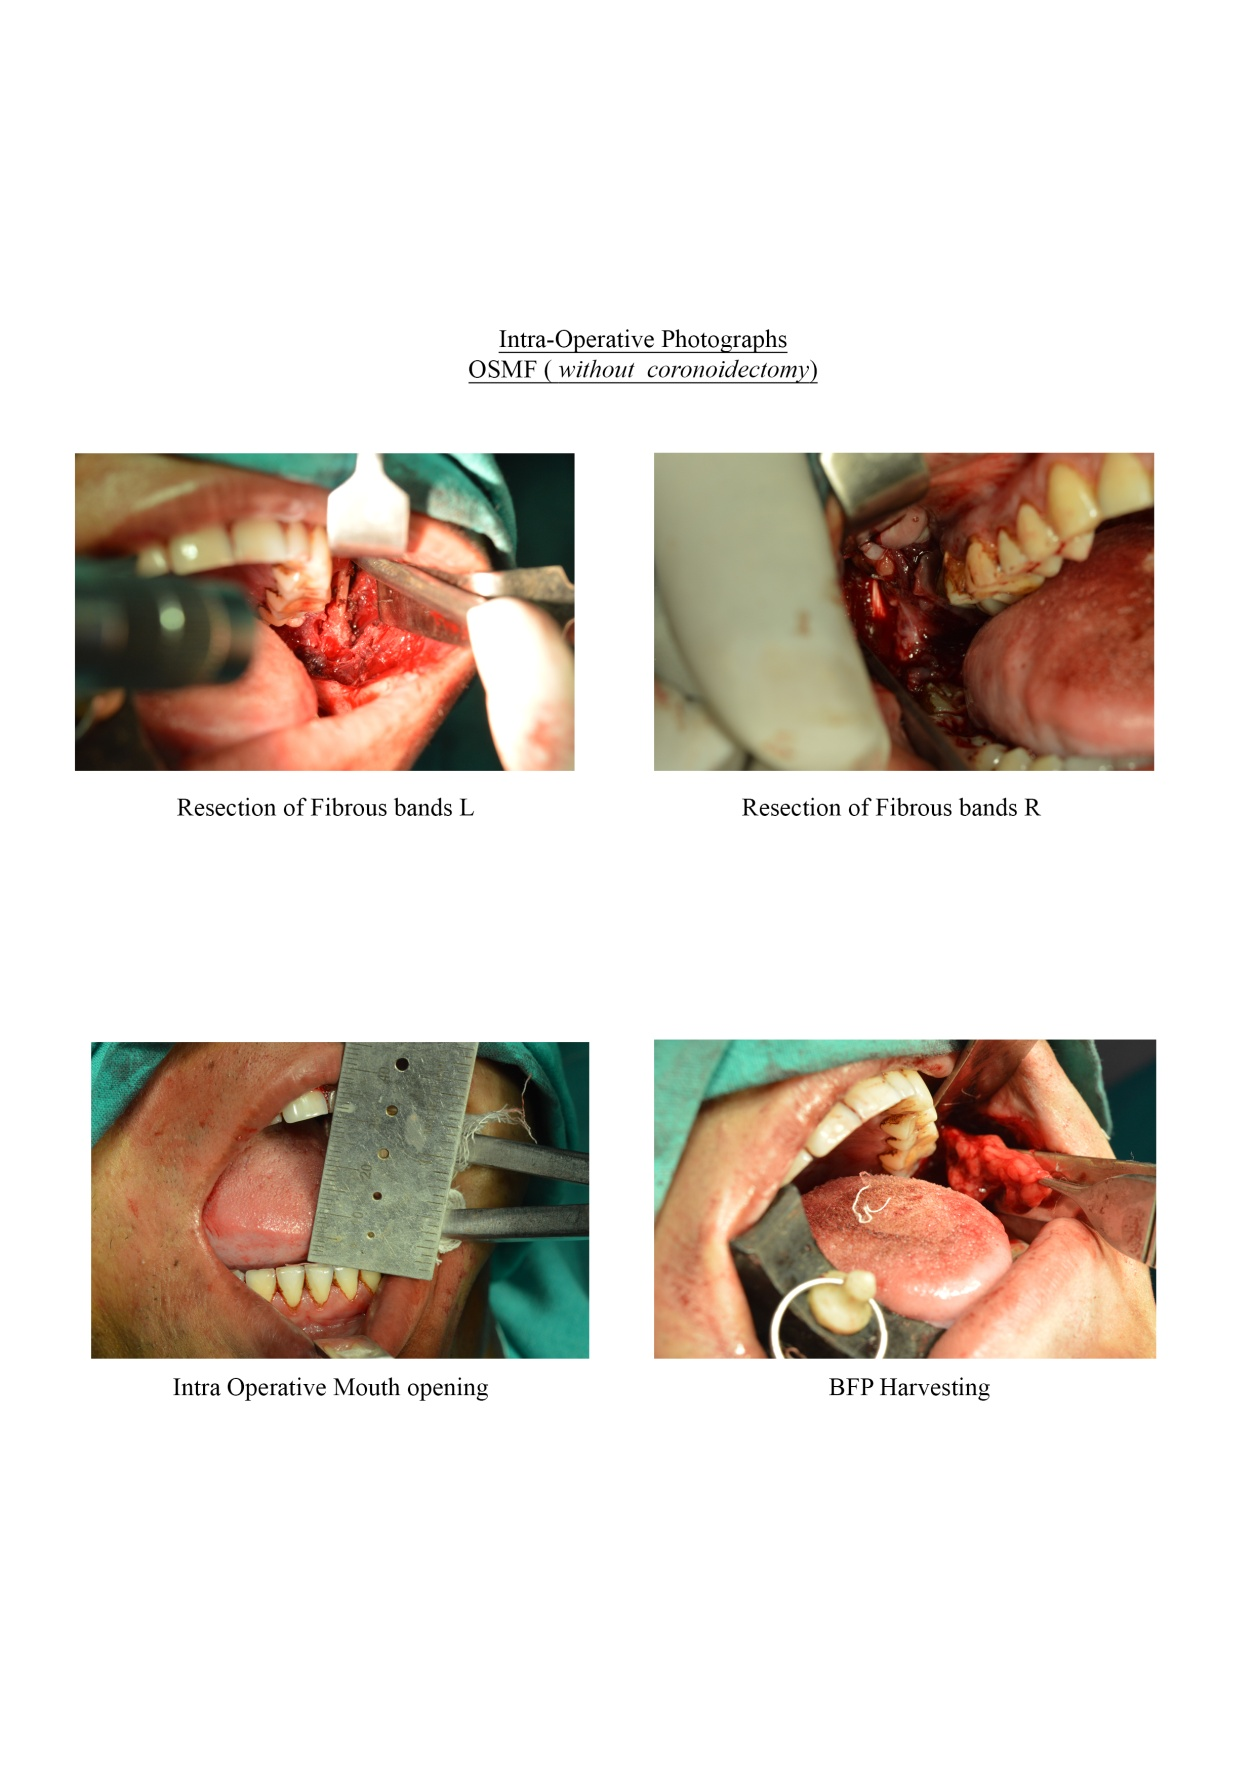 Intra-Operative Photographs
OSMF ( without  coronoidectomy)
Resection of Fibrous bands L
Resection of Fibrous bands R
Intra Operative Mouth opening
BFP Harvesting